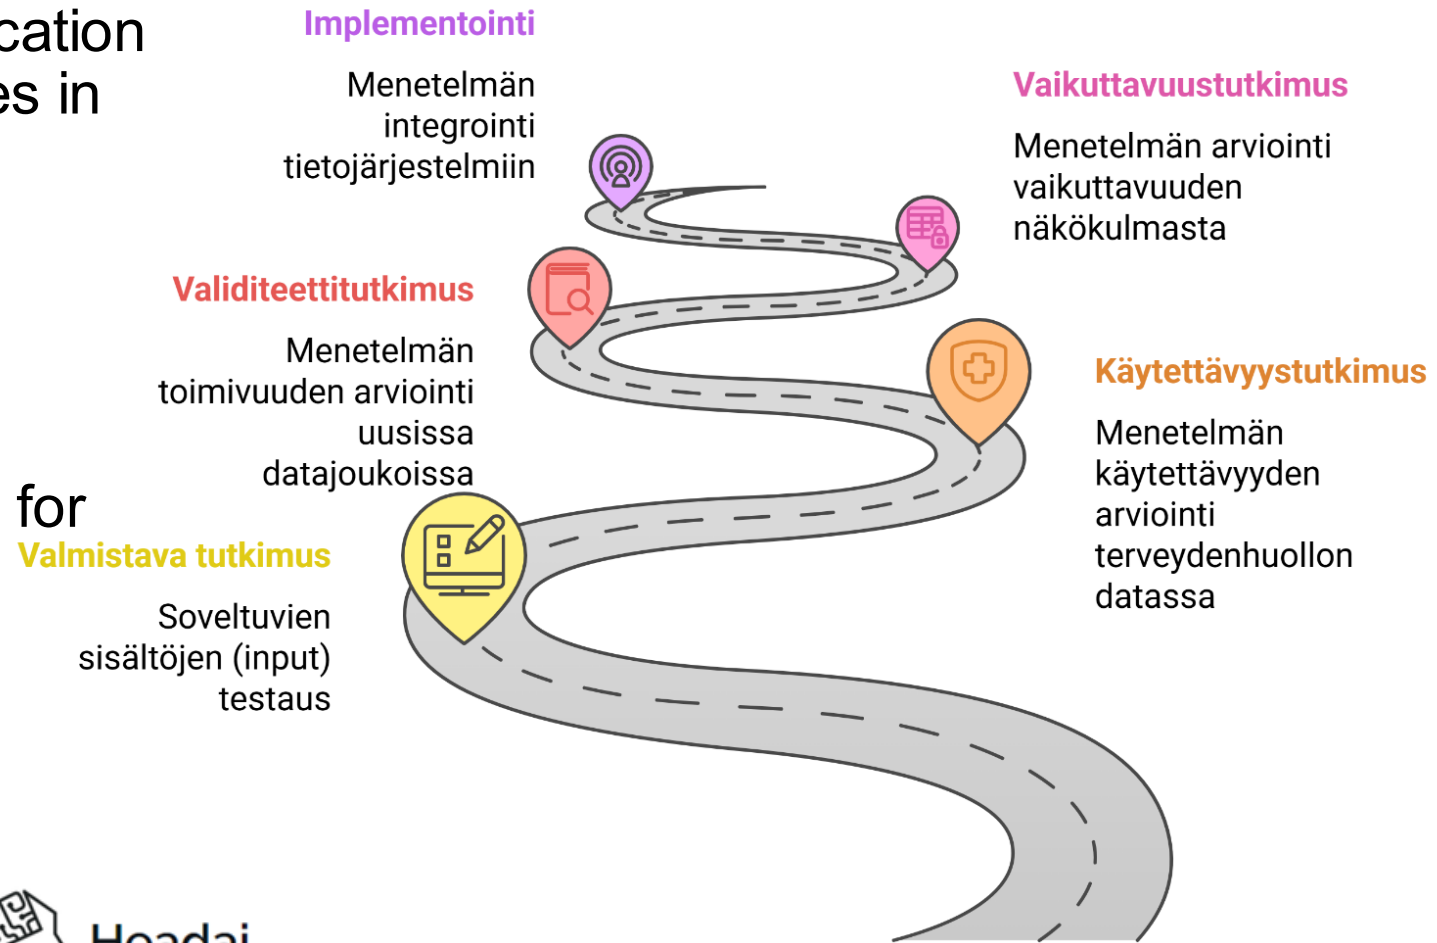 cation
es in
for
Implementointi
Menetelmän
integrointi
tietojärjestelmiin
Vaikuttavuustutkimus
Menetelmän arviointi
vaikuttavuuden
näkökulmasta
Validiteettitutkimus
Menetelmän
toimivuuden arviointi
uusissa
datajoukoissa
Käytettävyystutkimus
Menetelmän
käytettävyyden
arviointi
terveydenhuollon
datassa
Valmistava tutkimus
Soveltuvien
sisältöjen (input)
testaus
Headai